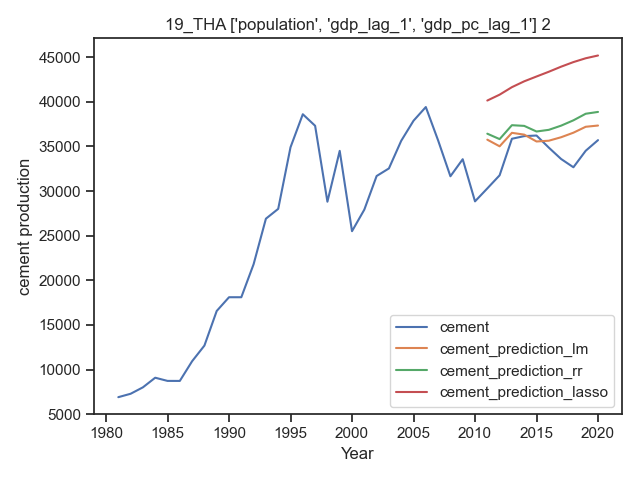 19_THA ['population', 'gdp_lag_1', 'gdp_pc_lag_1'] 2
45000
40000
35000
30000
25000
20000
15000
10000
5000
cement production
cement
cement_prediction_lm
cement_prediction_rr
cement_prediction_lasso
1980 1985 1990 1995 2000 2005 2010 2015 2020
Year